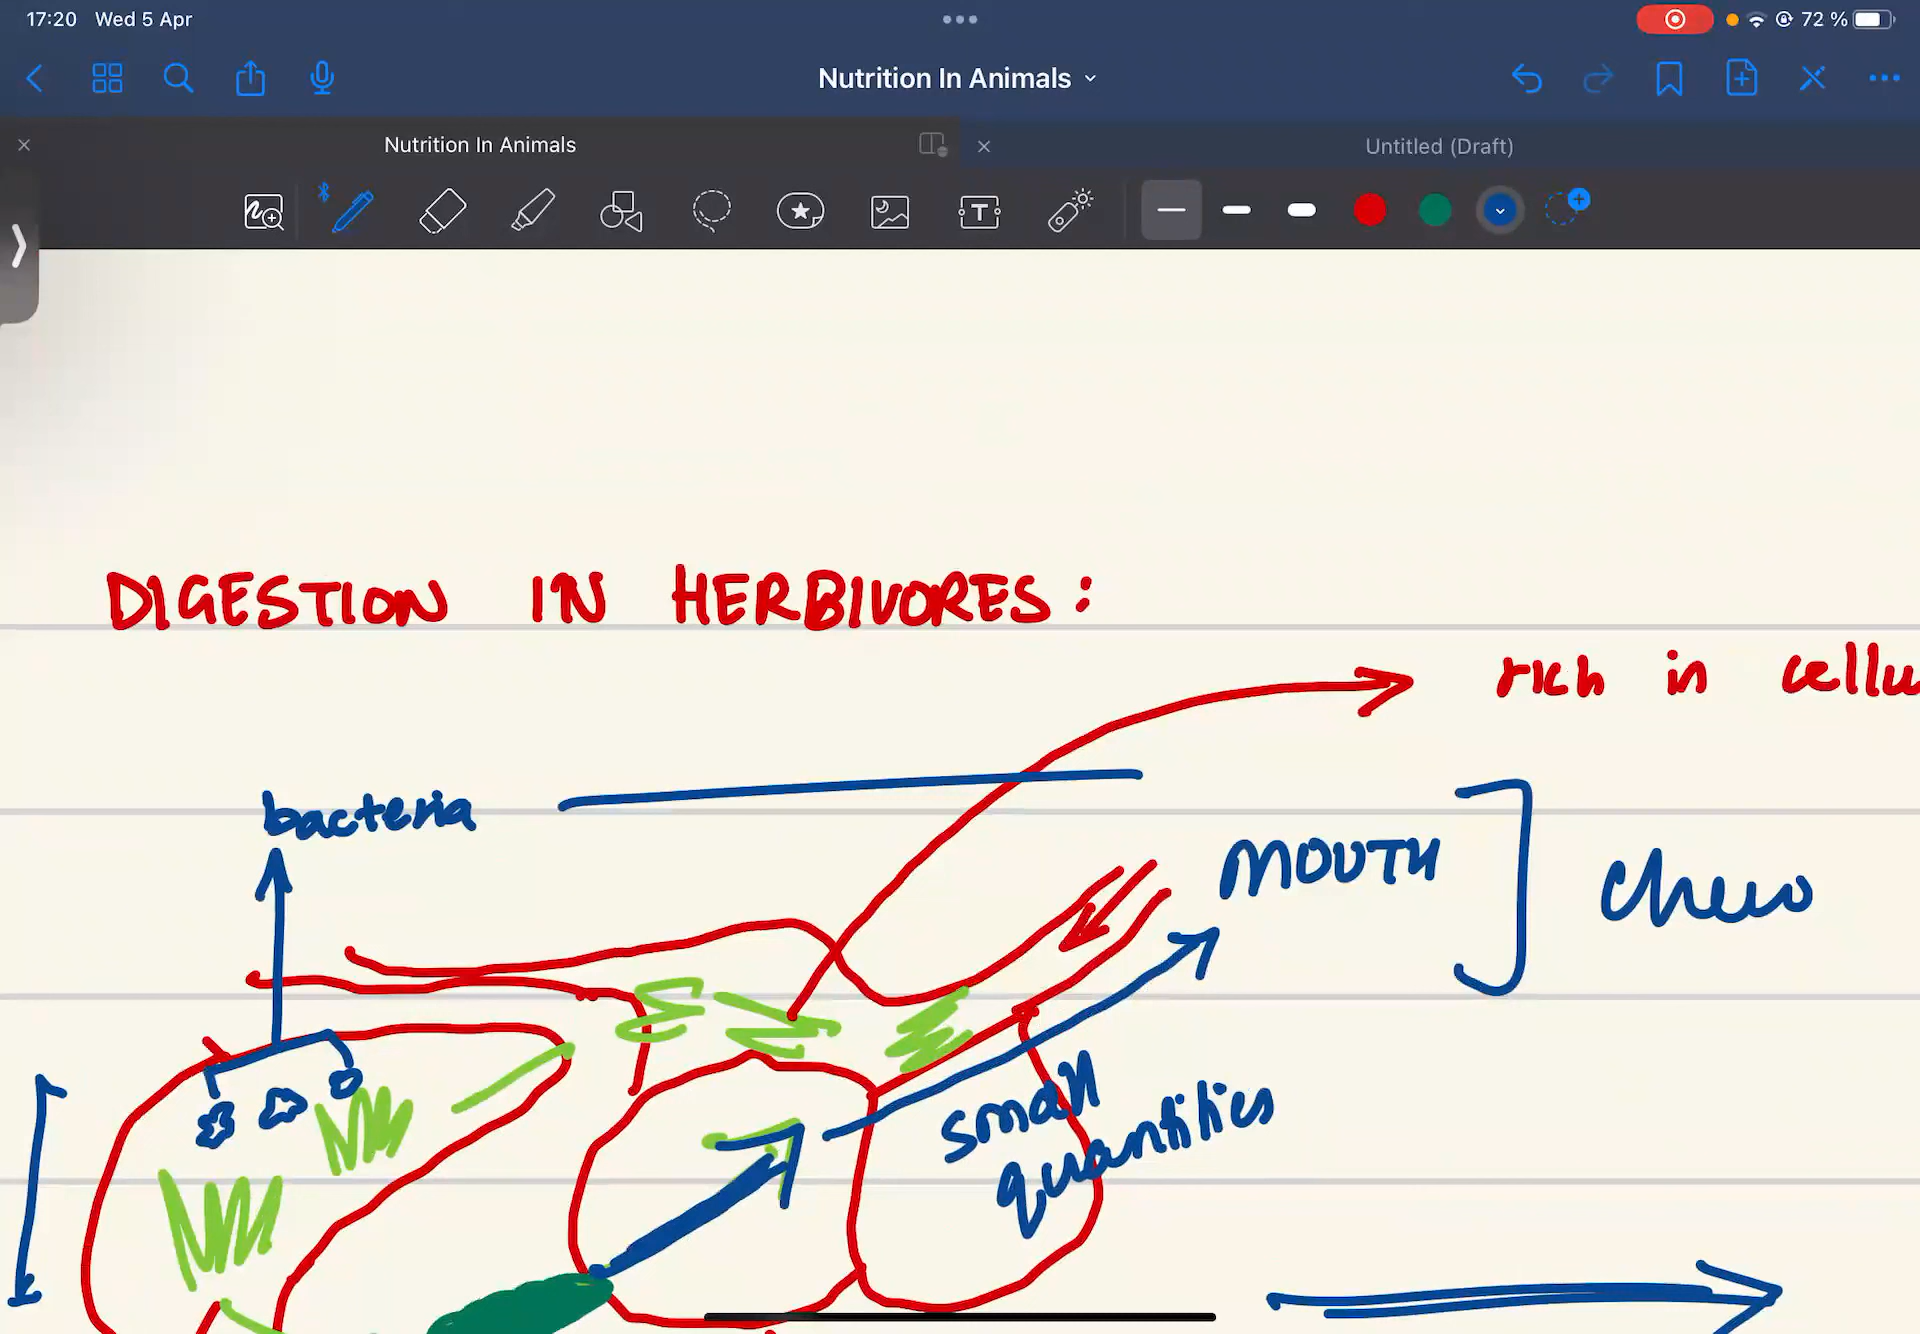 17:20 Wed 5 Apr
72 %
Nutrition In Animals
Nutrition In Animals
Untitled (Draft)
DIGESTION IN HERBIVORES :
rich in cellu
bacteria
MOUTH
chew
small
quantities